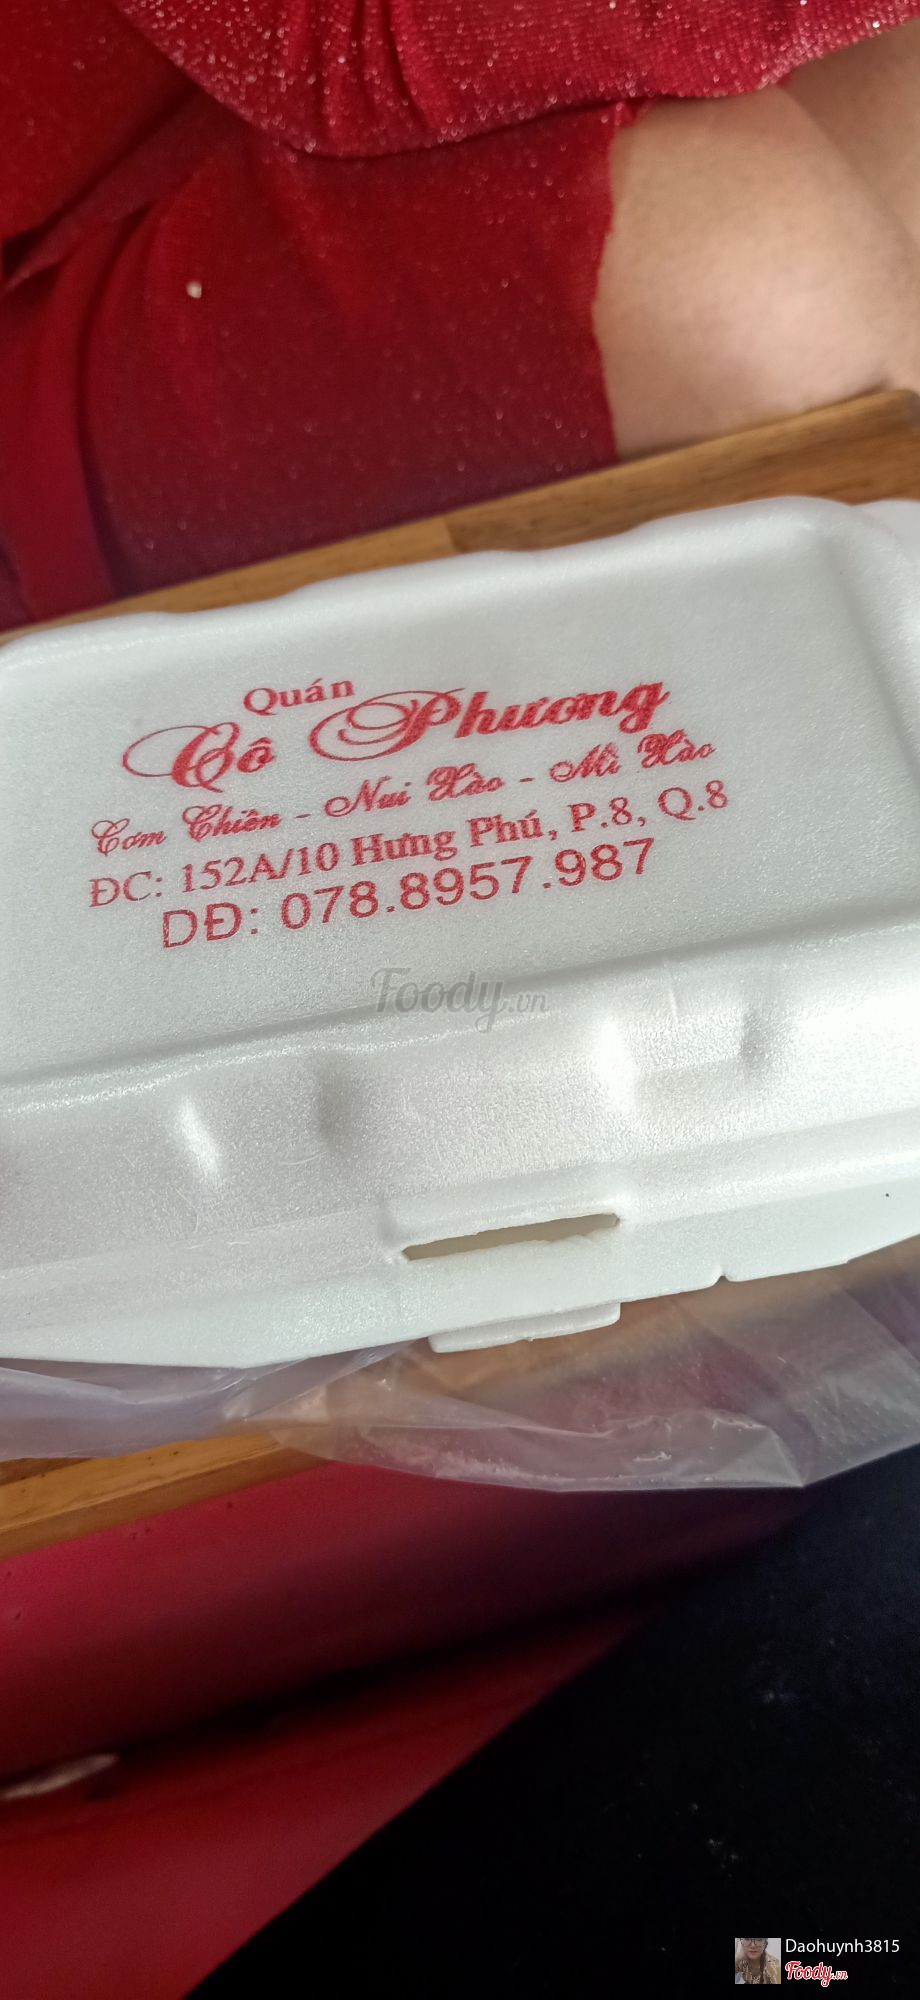 Quán
Cô Phương
Cơm Chiên - Nui Xào - Mì Xào
ĐC: 152A/10 Hưng Phú, P.8, Q.8
DĐ: 078.8957.987
Foody.vn
Daohuynh3815
Foody.vn